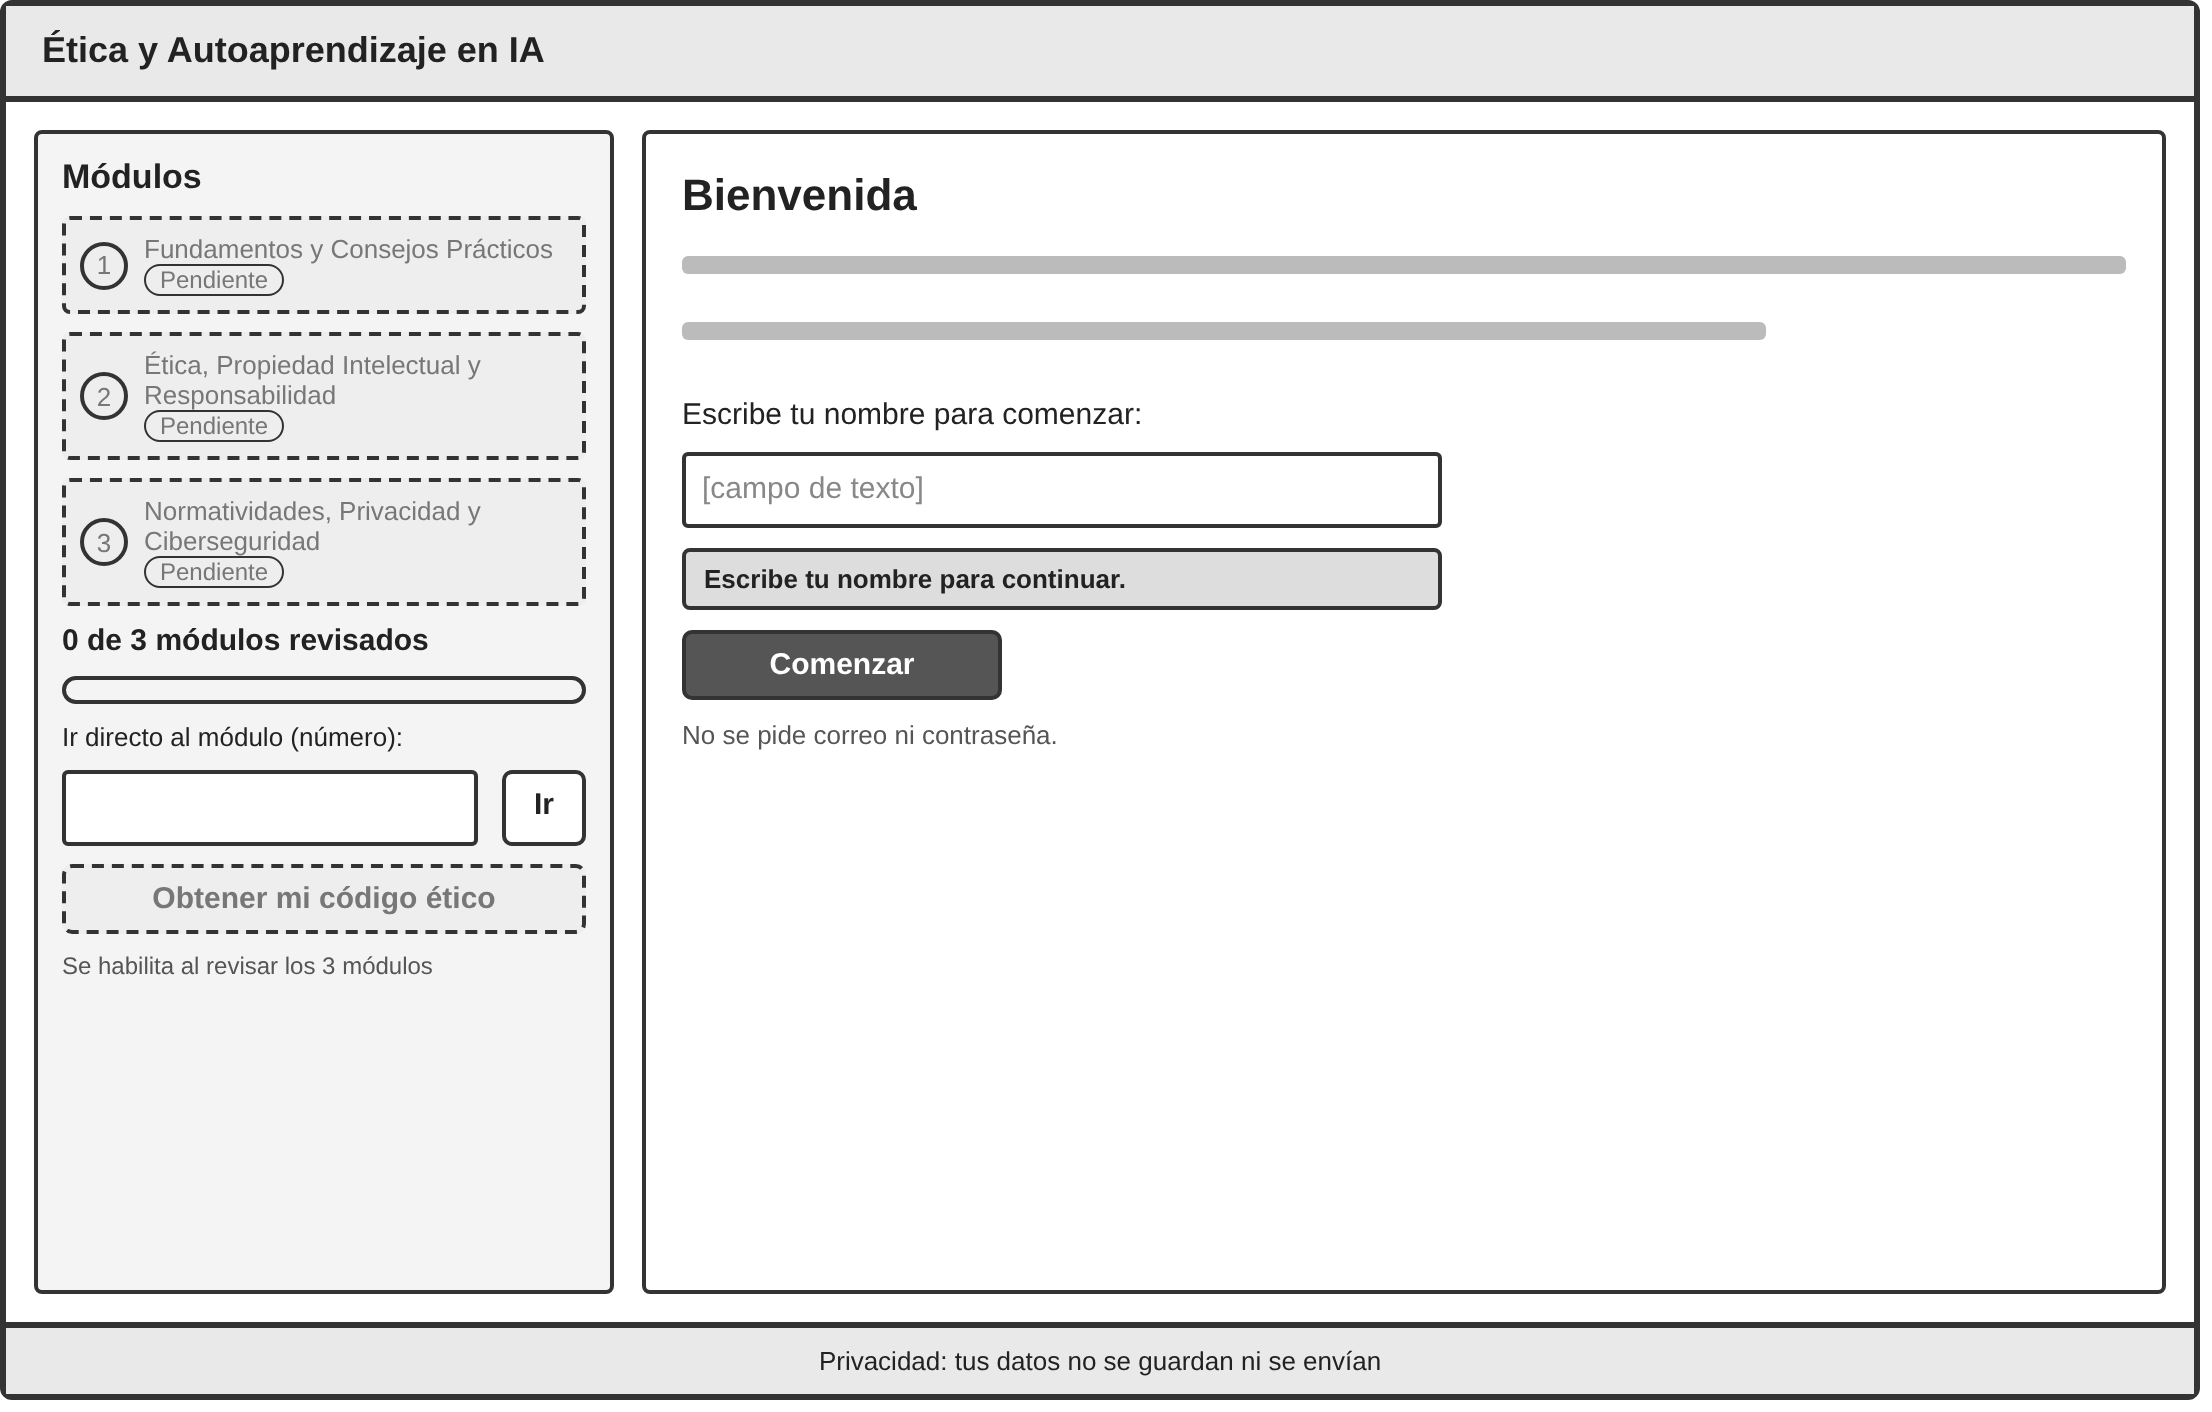 Ética y Autoaprendizaje en IA
Módulos
1
Fundamentos y Consejos Prácticos
Pendiente
2
Ética, Propiedad Intelectual y
Responsabilidad
Pendiente
3
Normatividades, Privacidad y
Ciberseguridad
Pendiente
0 de 3 módulos revisados
Ir directo al módulo (número):
Ir
Obtener mi código ético
Se habilita al revisar los 3 módulos
Bienvenida
Escribe tu nombre para comenzar:
[campo de texto]
Escribe tu nombre para continuar.
Comenzar
No se pide correo ni contraseña.
Privacidad: tus datos no se guardan ni se envían